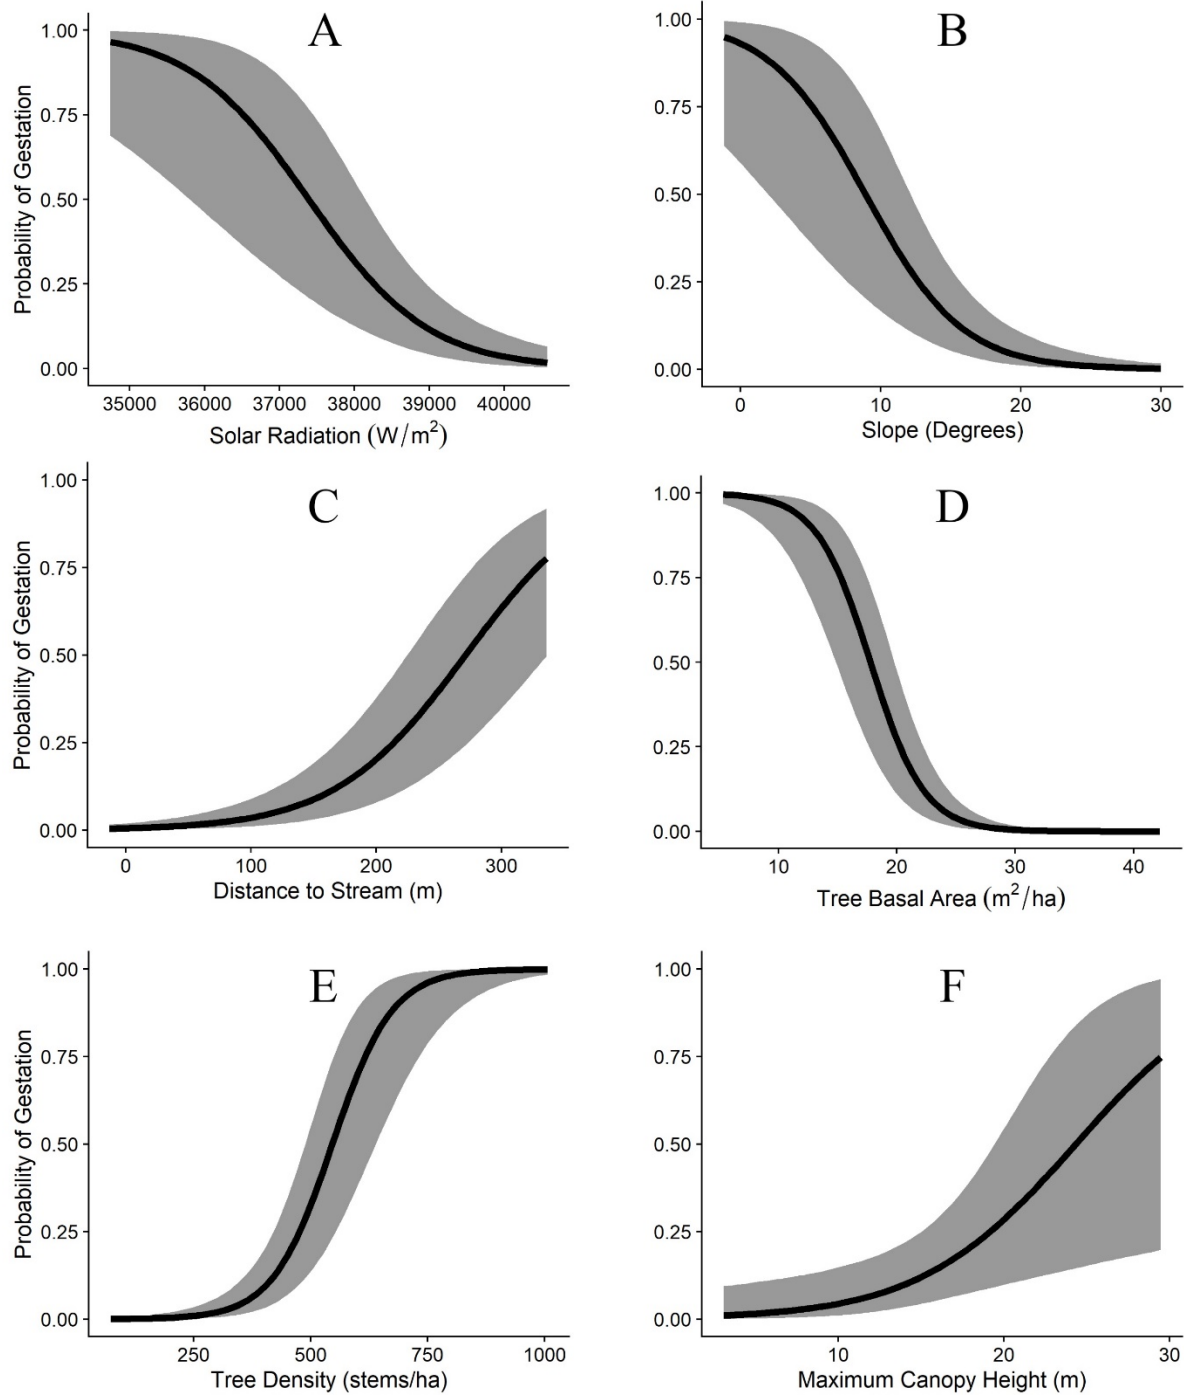 A
1.00
0.75
0.50
0.25
0.00
Probability of Gestation
35000 36000 37000 38000 39000 40000
Solar Radiation (W/m²)
B
1.00
0.75
0.50
0.25
0.00
0 10 20 30
Slope (Degrees)
C
1.00
0.75
0.50
0.25
0.00
Probability of Gestation
0 100 200 300
Distance to Stream (m)
D
1.00
0.75
0.50
0.25
0.00
10 20 30 40
Tree Basal Area (m²/ha)
E
1.00
0.75
0.50
0.25
0.00
Probability of Gestation
250 500 750 1000
Tree Density (stems/ha)
F
1.00
0.75
0.50
0.25
0.00
10 20 30
Maximum Canopy Height (m)